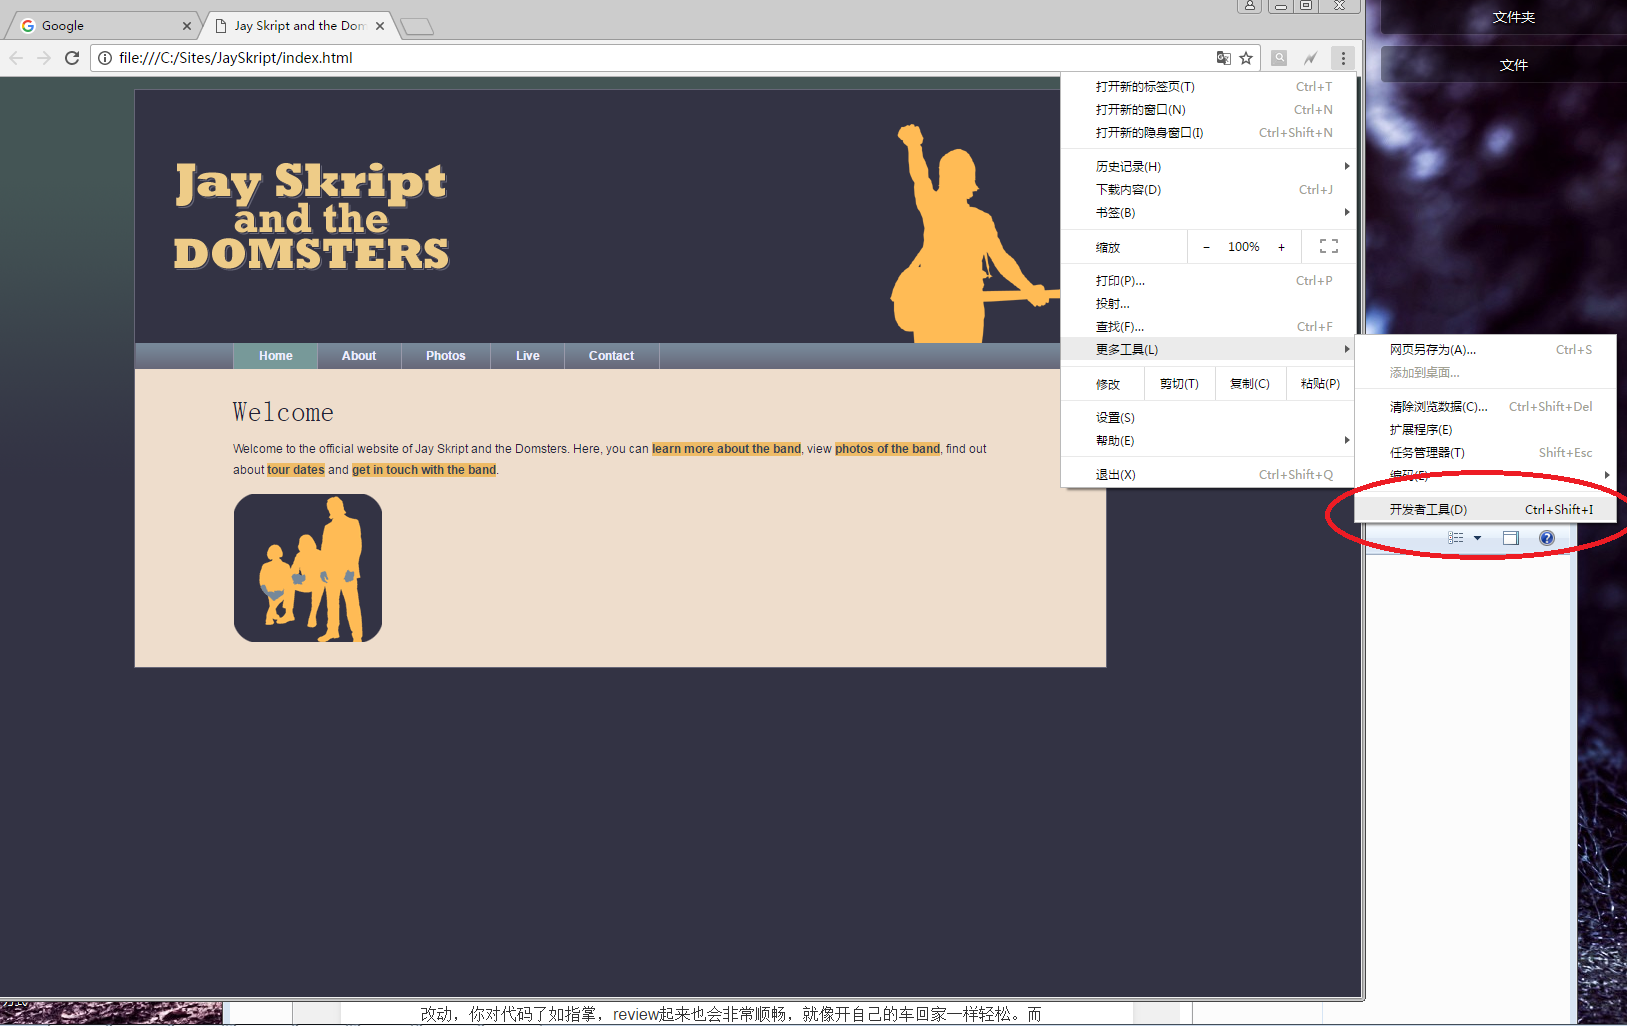 Google
Jay Skript and the Dom
file:///C:/Sites/JaySkript/index.html
文件夹
文件
Jay Skript
and the
DOMSTERS
Home
About
Photos
Live
Contact
Welcome
Welcome to the official website of Jay Skript and the Domsters. Here, you can learn more about the band, view photos of the band, find out
about tour dates and get in touch with the band.
打开新的标签页(T) Ctrl+T
打开新的窗口(N) Ctrl+N
打开新的隐身窗口(I) Ctrl+Shift+N
历史记录(H)
下载内容(D) Ctrl+J
书签(B)
缩放 - 100% +
打印(P)... Ctrl+P
投射...
查找(F)... Ctrl+F
更多工具(L)
修改 剪切(T) 复制(C) 粘贴(P)
设置(S)
帮助(E)
退出(X) Ctrl+Shift+Q
网页另存为(A)... Ctrl+S
添加到桌面...
清除浏览数据(C)... Ctrl+Shift+Del
扩展程序(E)
任务管理器(T) Shift+Esc
编码(E)
开发者工具(D) Ctrl+Shift+I
改动，你对代码了如指掌，review起来也会非常顺畅，就像开自己的车回家一样轻松。而